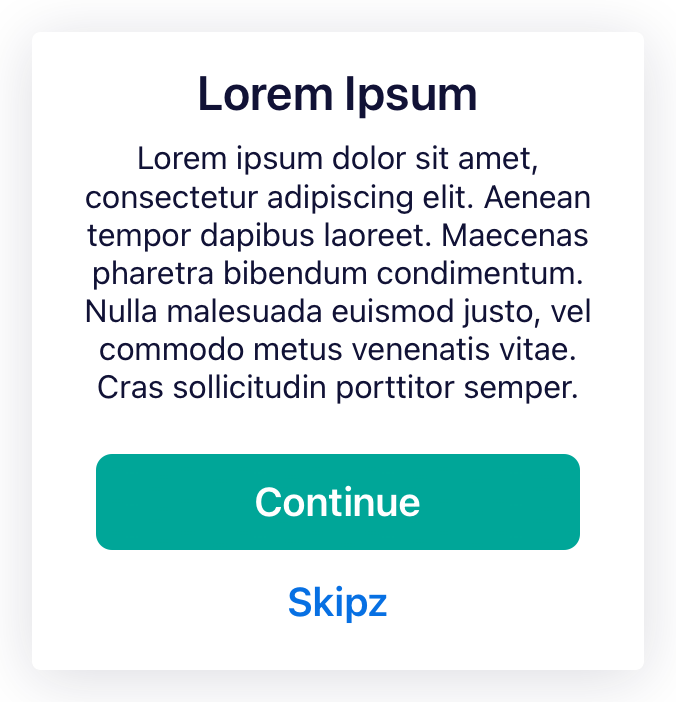 Lorem Ipsum
Lorem ipsum dolor sit amet,
consectetur adipiscing elit. Aenean
tempor dapibus laoreet. Maecenas
pharetra bibendum condimentum.
Nulla malesuada euismod justo, vel
commodo metus venenatis vitae.
Cras sollicitudin porttitor semper.
Continue
Skipz